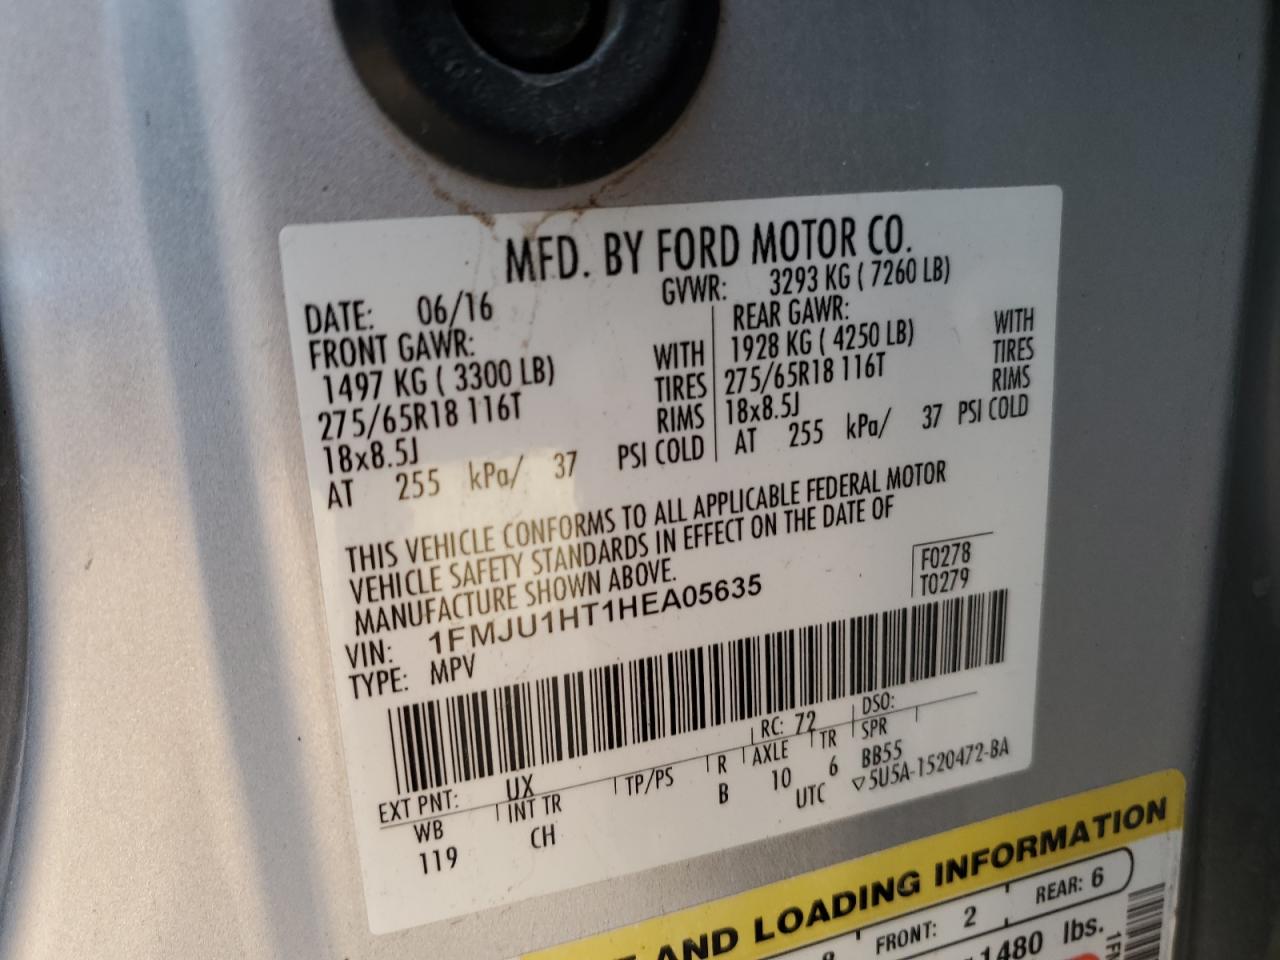 MFD. BY FORD MOTOR CO.
DATE: 06/16 GVWR: 3293 KG ( 7260 LB)
FRONT GAWR: REAR GAWR:
1497 KG ( 3300 LB) WITH 1928 KG ( 4250 LB) WITH
275/65R18 116T TIRES 275/65R18 116T TIRES
18x8.5J RIMS 18x8.5J RIMS
AT 255 kPa/ 37 PSI COLD AT 255 kPa/ 37 PSI COLD
THIS VEHICLE CONFORMS TO ALL APPLICABLE FEDERAL MOTOR
VEHICLE SAFETY STANDARDS IN EFFECT ON THE DATE OF
MANUFACTURE SHOWN ABOVE.
F0278
T0279
VIN: 1FMJU1HT1HEA05635
TYPE: MPV
EXT PNT: UX RC: 72 DSO:
WB INT TR TP/PS R AXLE TR SPR
119 CH B 10 6 BB55
UTC ▽5U5A-1520472-BA
AND LOADING INFORMATION
FRONT: 2 REAR: 6
1480 lbs.